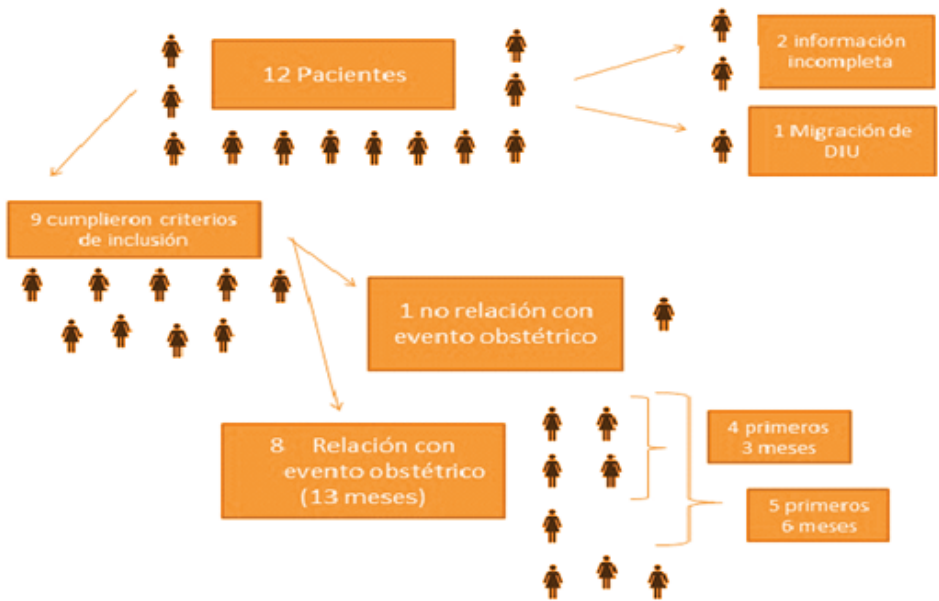 12 Pacientes
2 información
incompleta
1 Migración de
DIU
9 cumplieron criterios
de inclusión
1 no relación con
evento obstétrico
8 Relación con
evento obstétrico
(13 meses)
4 primeros
3 meses
5 primeros
6 meses